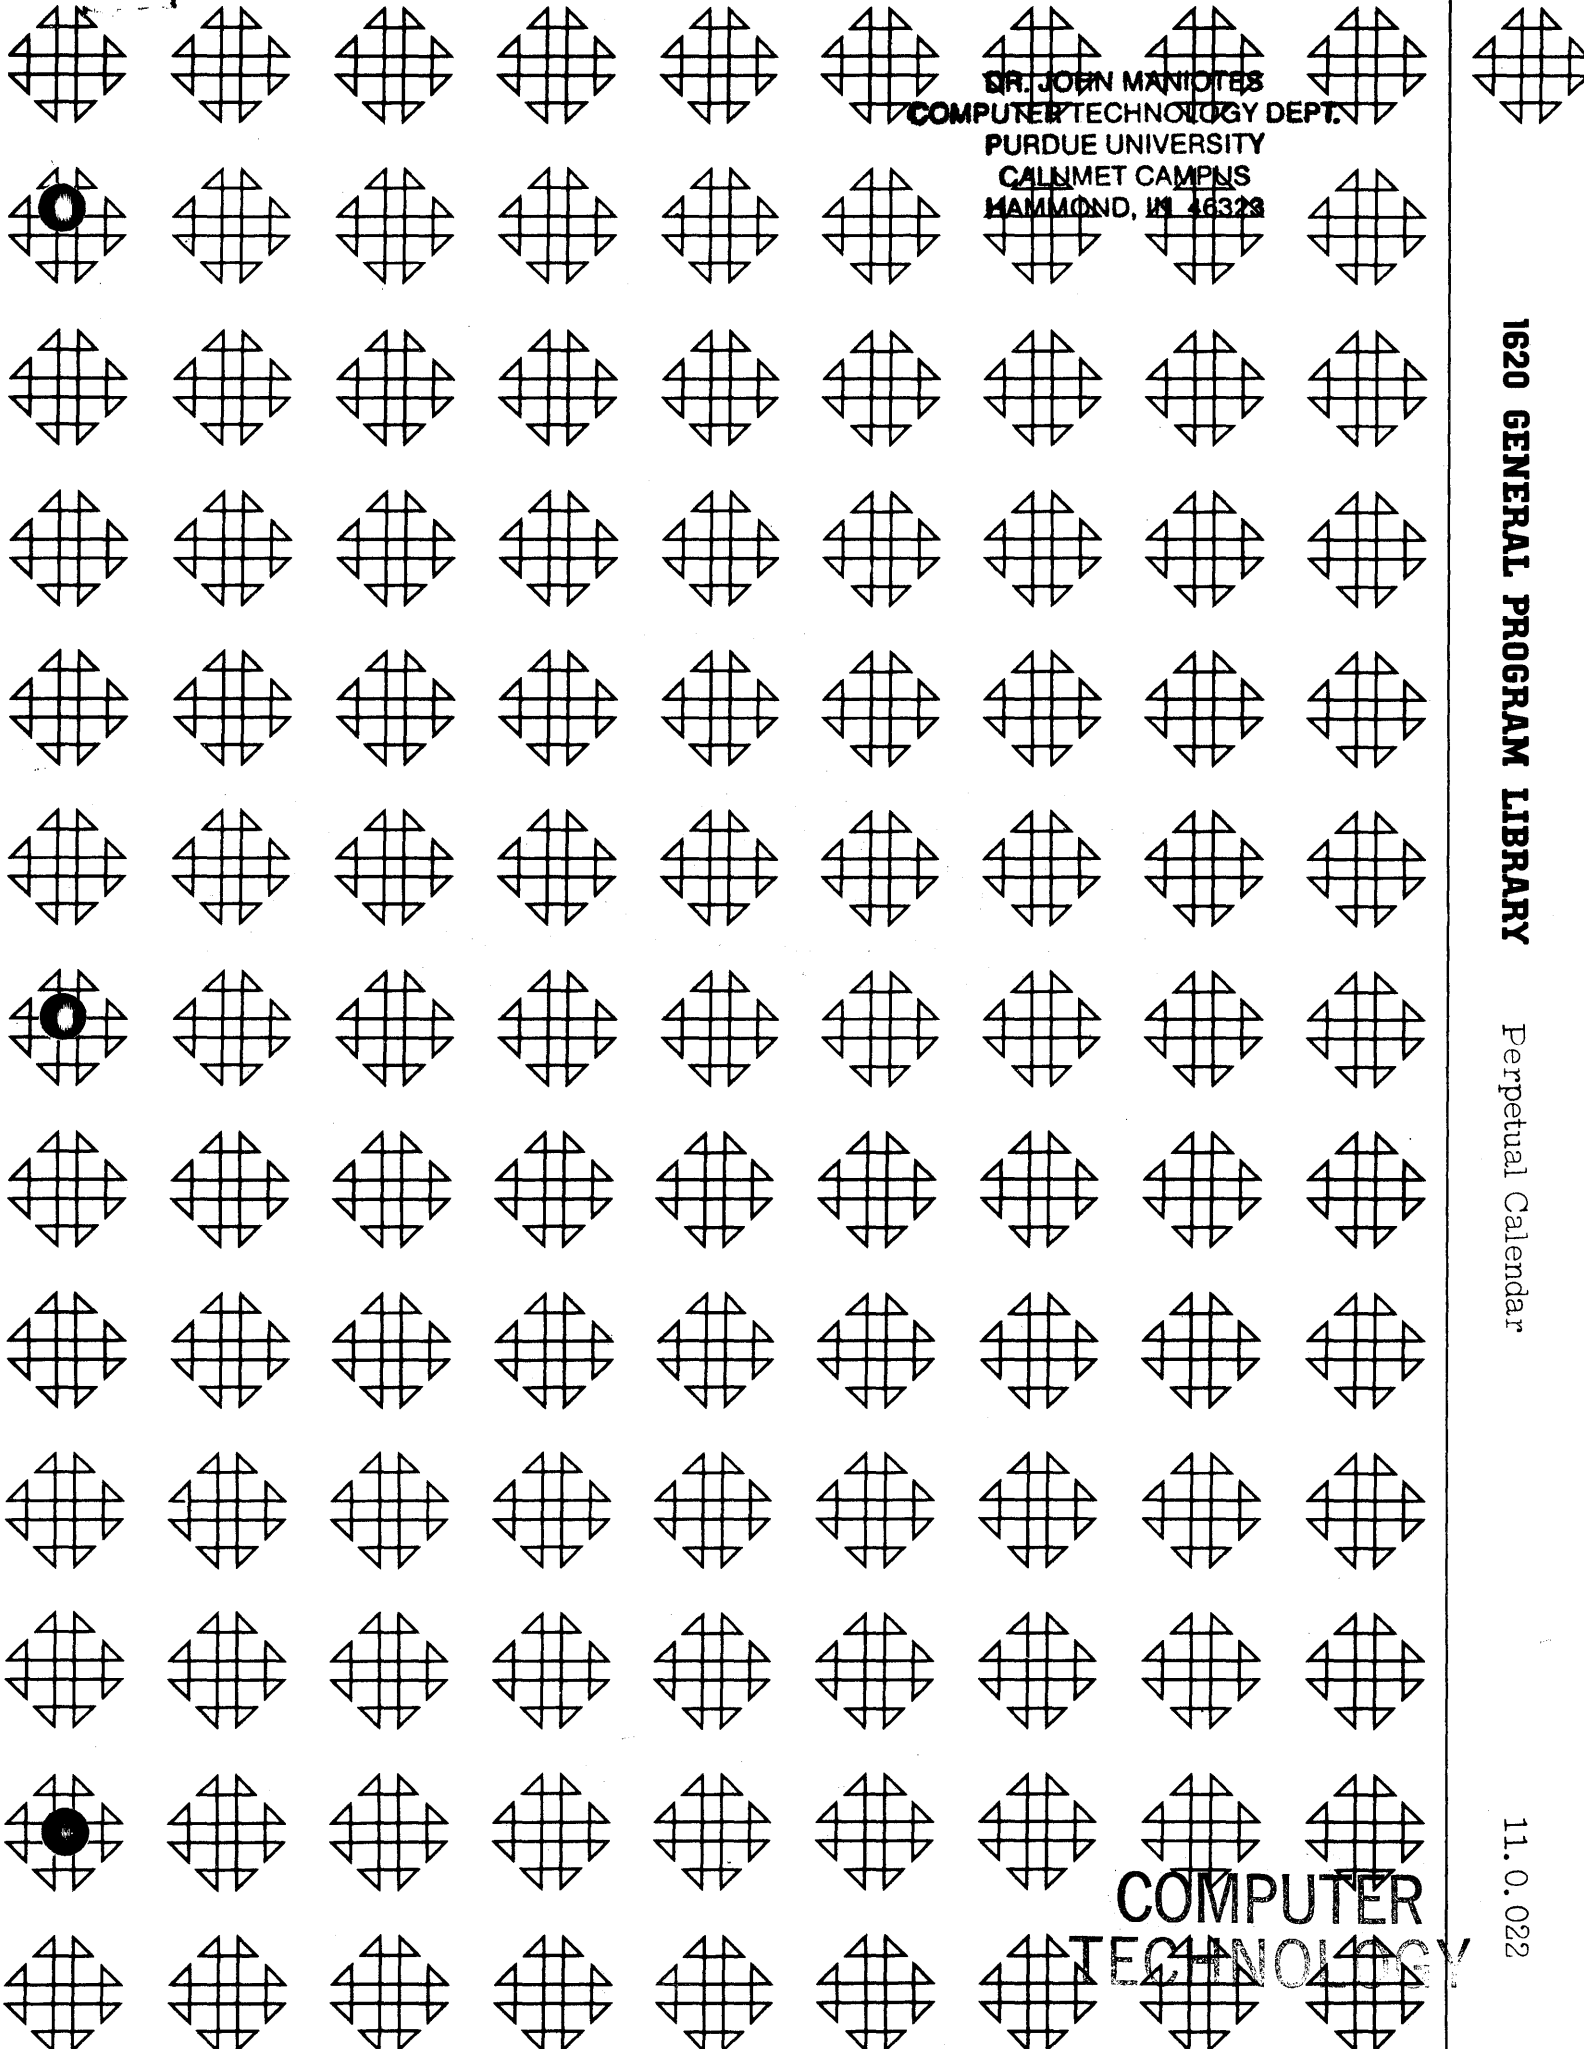 DR. JOHN MANIOTES
COMPUTER TECHNOLOGY DEPT.
PURDUE UNIVERSITY
CALUMET CAMPUS
HAMMOND, IN 46323
1620 GENERAL PROGRAM LIBRARY
Perpetual Calendar
11.0.022
COMPUTER
TECHNOLOGY